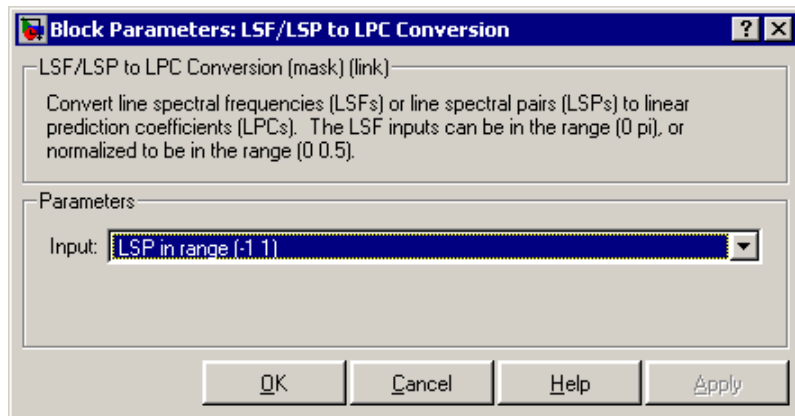 Block Parameters: LSF/LSP to LPC Conversion
LSF/LSP to LPC Conversion (mask) (link)
Convert line spectral frequencies (LSFs) or line spectral pairs (LSPs) to linear
prediction coefficients (LPCs).  The LSF inputs can be in the range (0 pi), or
normalized to be in the range (0 0.5).
Parameters
Input: LSP in range (-1 1)
OK Cancel Help Apply